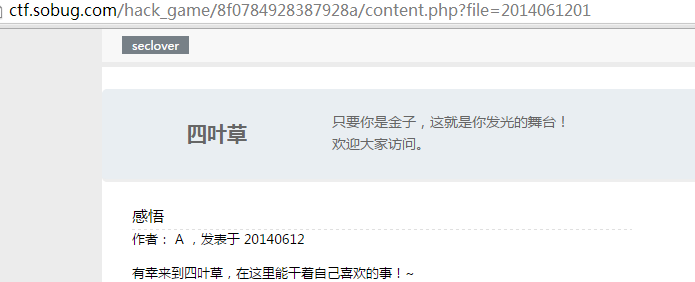 ctf.sobug.com/hack_game/8f0784928387928a/content.php?file=2014061201
seclover
四叶草
只要你是金子，这就是你发光的舞台！
欢迎大家访问。
感悟
作者： A ，发表于 20140612
有幸来到四叶草，在这里能干着自己喜欢的事！~